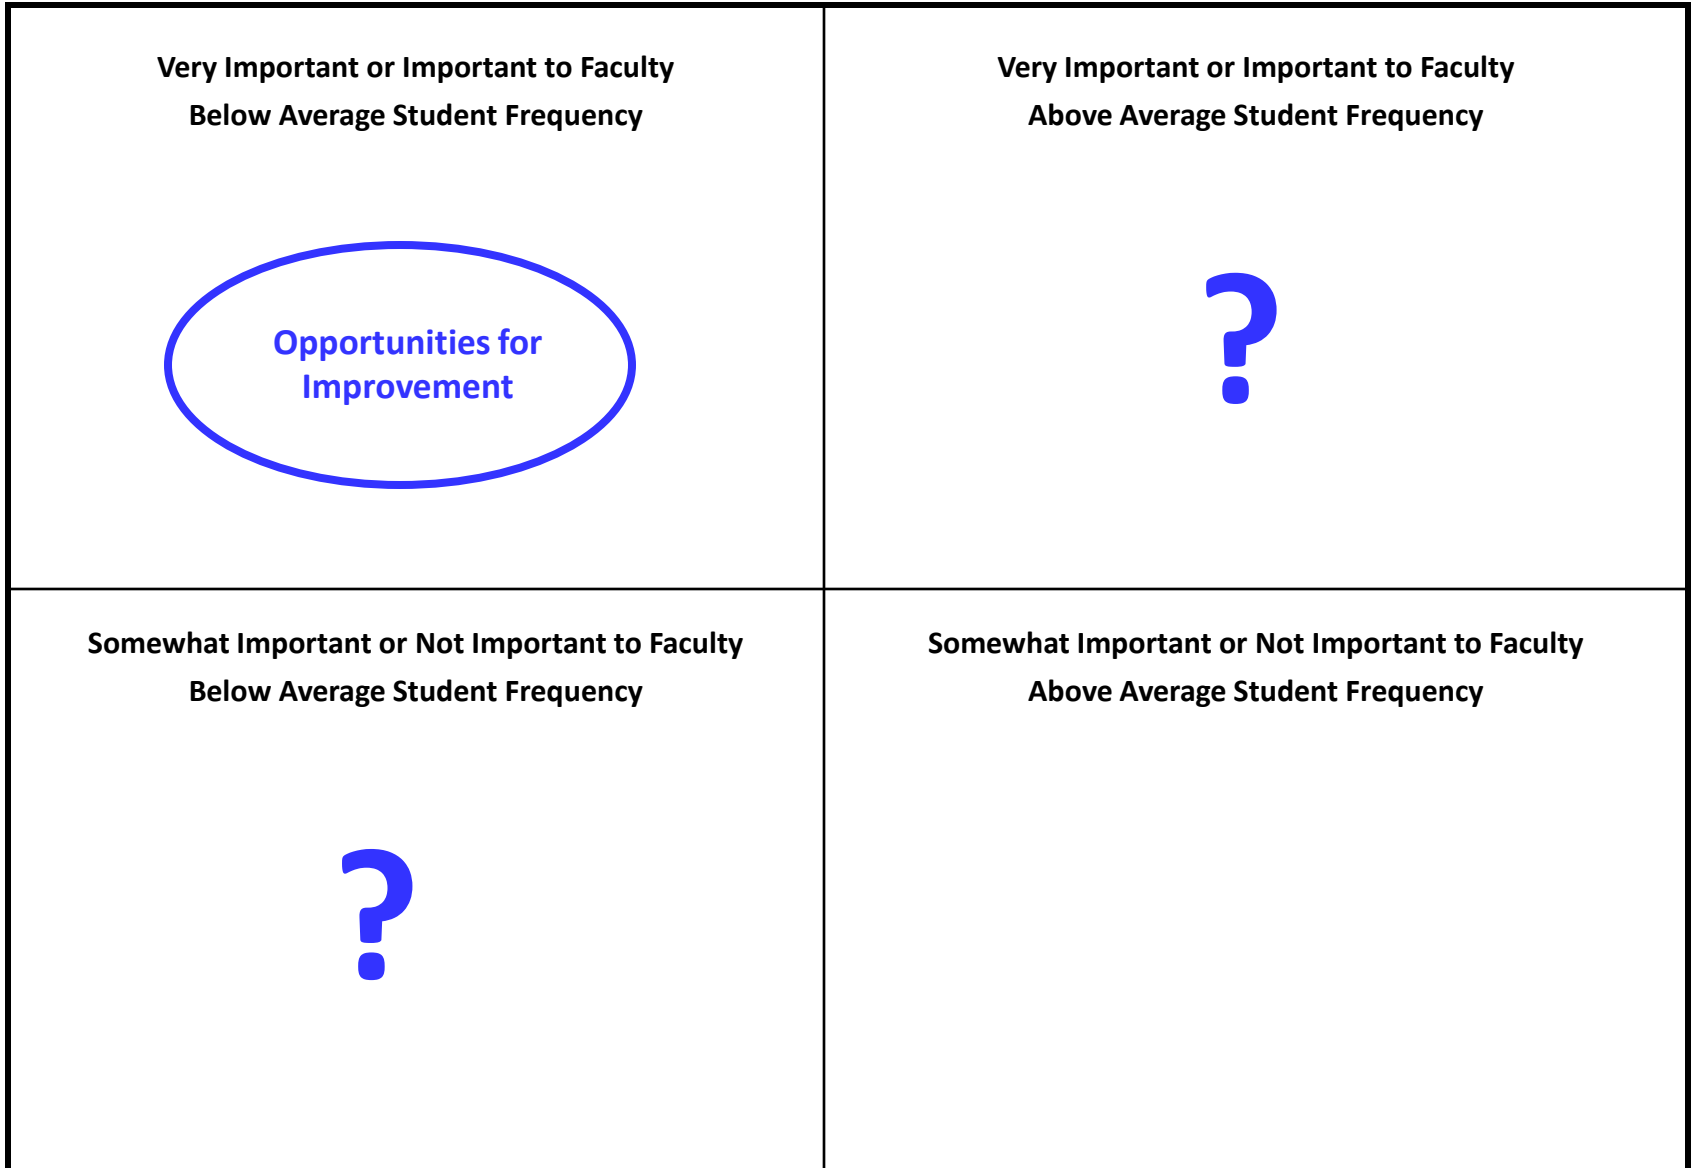 Very Important or Important to Faculty
Below Average Student Frequency
Opportunities for
Improvement
Very Important or Important to Faculty
Above Average Student Frequency
?
Somewhat Important or Not Important to Faculty
Below Average Student Frequency
?
Somewhat Important or Not Important to Faculty
Above Average Student Frequency